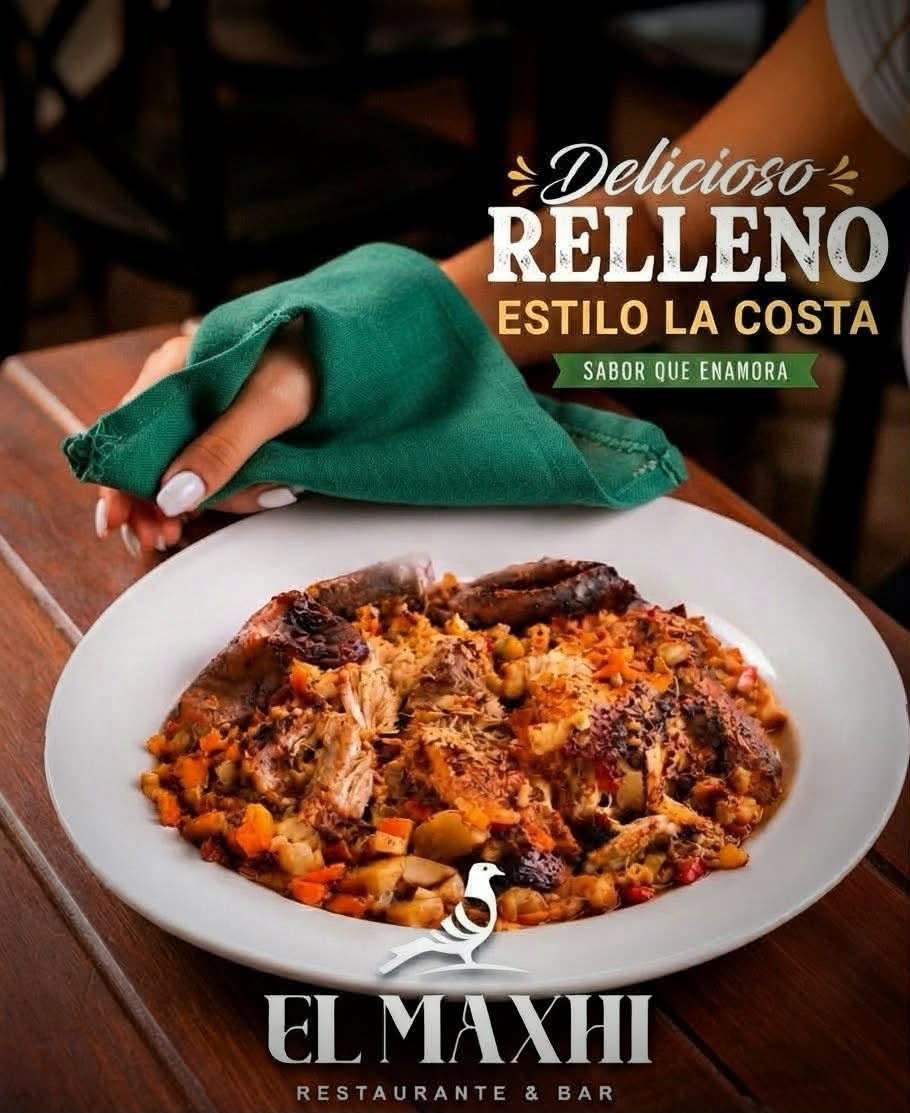 Delicioso
RELLENO
ESTILO LA COSTA
SABOR QUE ENAMORA
EL MAXHI
RESTAURANTE & BAR